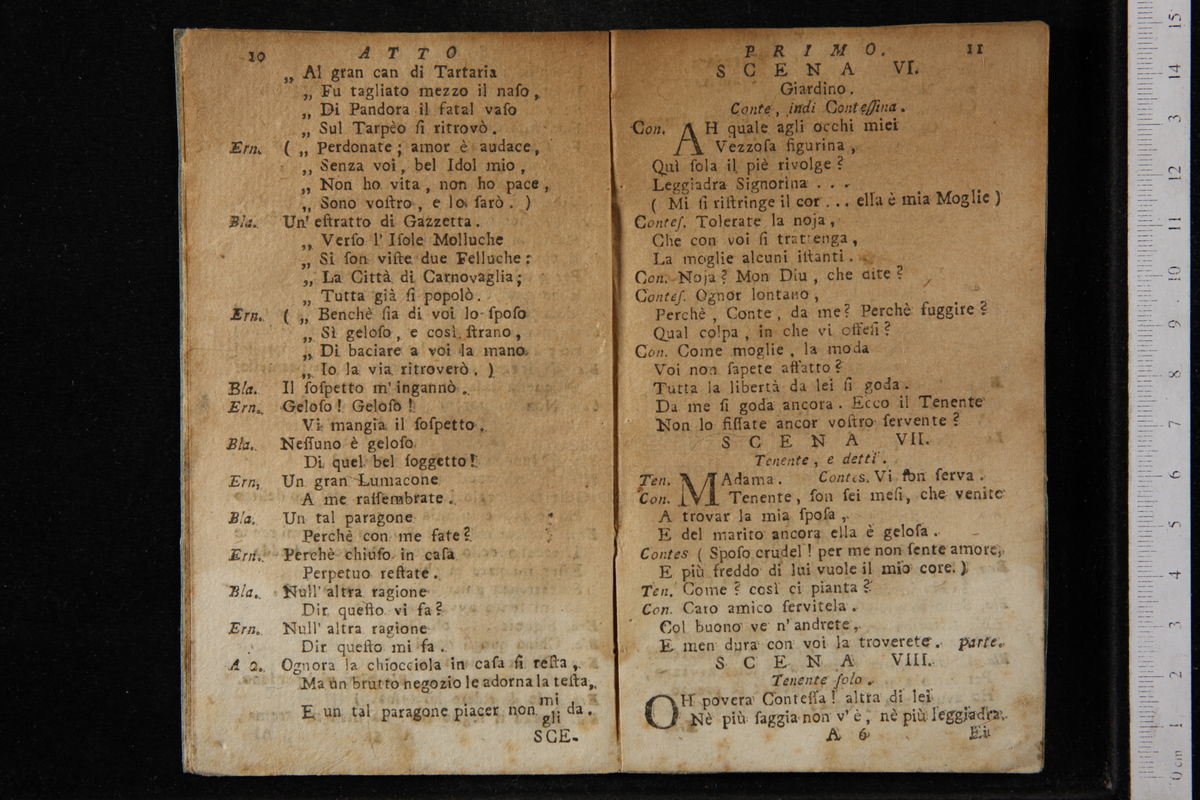 10 ATTO
„ Al gran can di Tartaria
„ Fu tagliato mezzo il naſo,
„ Di Pandora il fatal vaſo
„ Sul Tarpèo ſi ritrovò.
Ern. ( „ Perdonate; amor è audace,
„ Senza voi, bel Idol mio,
„ Non ho vita, non ho pace,
„ Sono voſtro, e lo ſarò. )
Bla. Un' eſtratto di Gazzetta.
„ Verſo l' Iſole Molluche
„ Si ſon viſte due Felluche;
„ La Città di Carnovaglia;
„ Tutta già ſi popolò.
Ern. ( „ Benchè ſia di voi lo ſpoſo
„ Sì geloſo, e così ſtrano,
„ Di baciare a voi la mano
„ Io la via ritroverò. )
Bla. Il ſoſpetto m' ingannò.
Ern. Geloſo! Geloſo!
Vi mangia il ſoſpetto.
Bla. Neſſuno è geloſo
Di quel bel ſoggetto!
Ern. Un gran Lumacone
A me raſſembrate.
Bla. Un tal paragone
Perchè con me fate?
Ern. Perchè chiuſo in caſa
Perpetuo reſtate.
Bla. Null' altra ragione
Dir queſto vi fa?
Ern. Null' altra ragione
Dir queſto mi fa.
A 2. Ognora la chiocciola in caſa ſi reſta,
Ma un brutto negozio le adorna la teſta,
E un tal paragone piacer non mi gli da.
SCE-
PRIMO. 11
SCENA VI.
Giardino.
Conte, indi Conteſſina.
Con. AH quale agli occhi miei
Vezzoſa figurina,
Quì ſola il piè rivolge?
Leggiadra Signorina . . .
( Mi ſi riſtringe il cor ... ella è mia Moglie )
Conteſ. Tolerate la noja,
Che con voi ſi trattenga,
La moglie alcuni iſtanti.
Con. Noja? Mon Diu, che dite?
Conteſ. Ognor lontano,
Perchè, Conte, da me? Perchè fuggire?
Qual colpa, in che vi offeſi?
Con. Come moglie, la moda
Voi non ſapete affatto?
Tutta la libertà da lei ſi goda.
Da me ſi goda ancora. Ecco il Tenente
Non lo fiſſate ancor voſtro ſervente?
SCENA VII.
Tenente, e detti.
Ten. MAdama. Contes. Vi ſon ſerva.
Con. Tenente, ſon ſei meſi, che venite
A trovar la mia ſpoſa,
E del marito ancora ella è geloſa.
Contes ( Spoſo crudel! per me non ſente amore,
E più freddo di lui vuole il mio core. )
Ten. Come? così ci pianta?
Con. Caro amico ſervitela.
Col buono ve n' andrete,
E men dura con voi la troverete. parte.
SCENA VIII.
Tenente ſolo.
OH povera Conteſſa! altra di lei
Nè più ſaggia non v' è, nè più leggiadra.
A 6 Eii